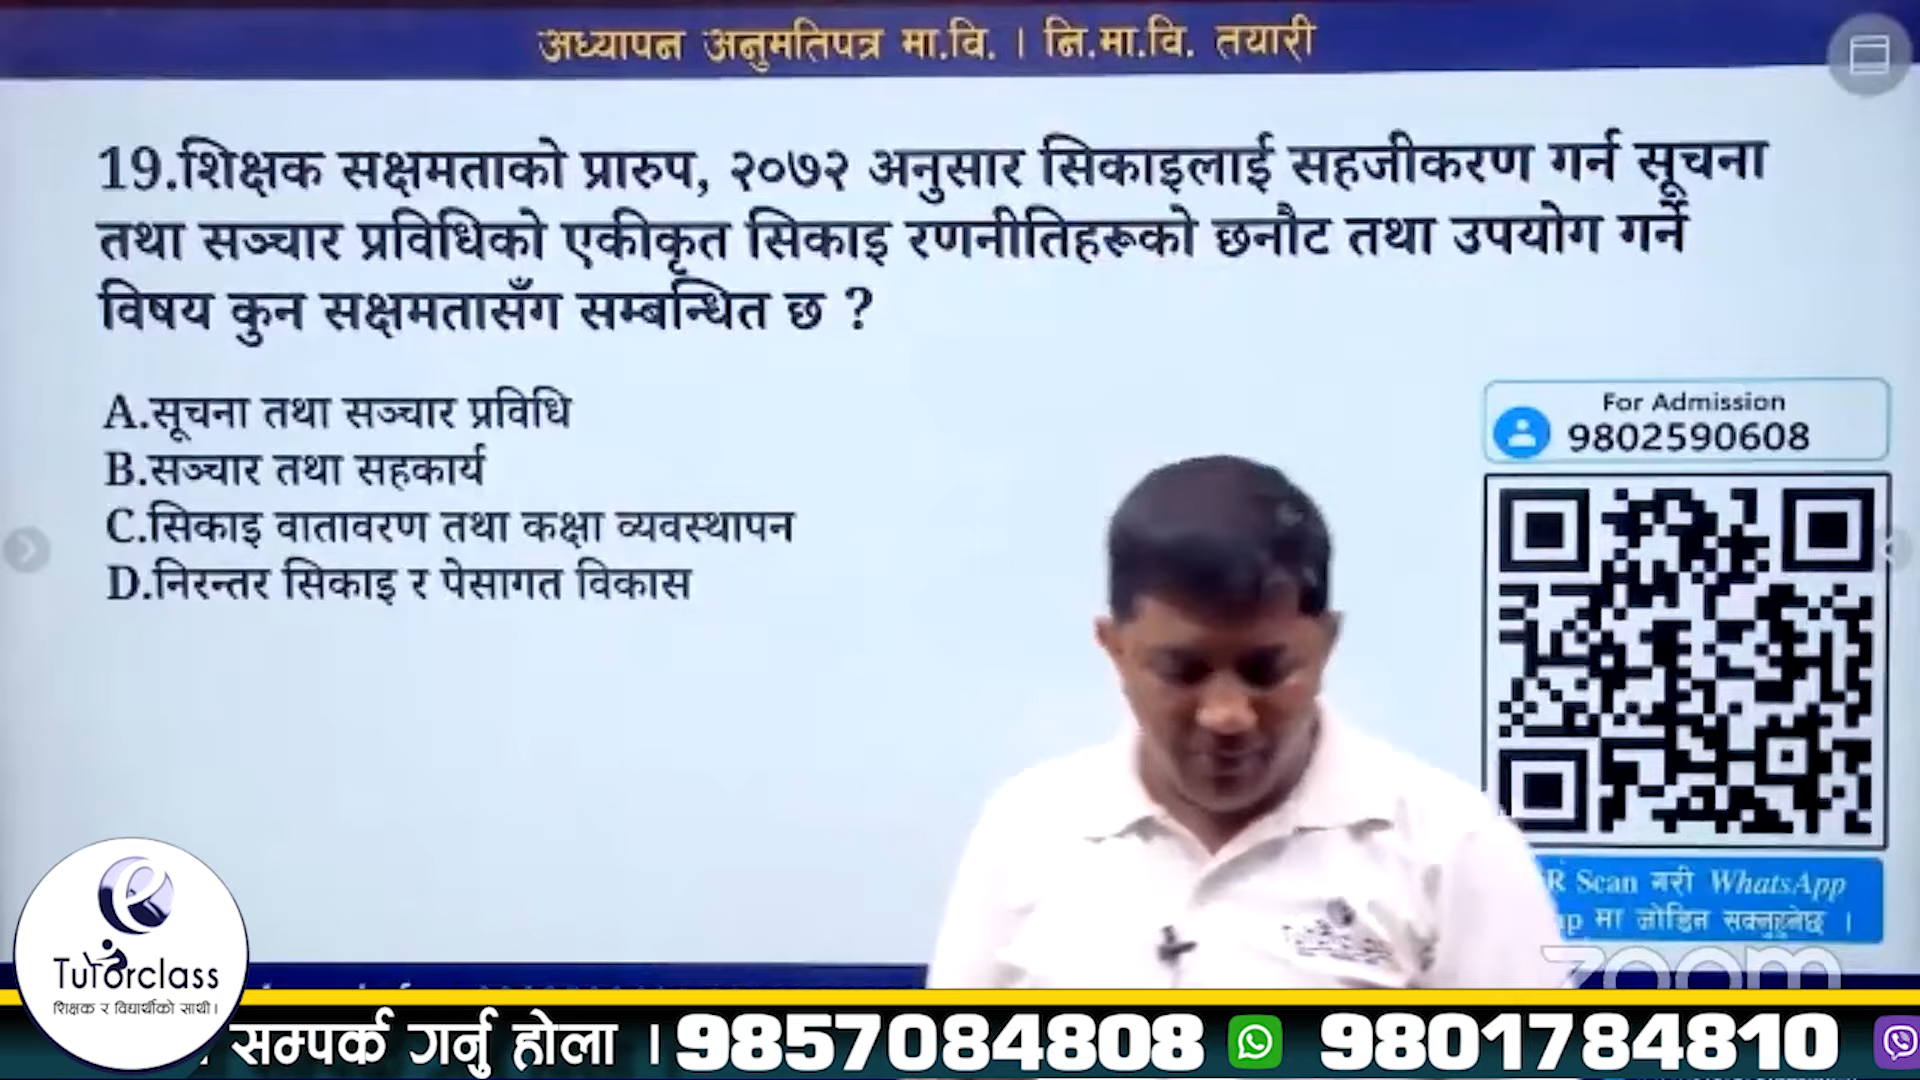 अध्यापन अनुमतिपत्र मा.वि. । नि.मा.वि. तयारी
19.शिक्षक सक्षमताको प्रारुप, २०७२ अनुसार सिकाइलाई सहजीकरण गर्न सूचना
तथा सञ्चार प्रविधिको एकीकृत सिकाइ रणनीतिहरूको छनौट तथा उपयोग गर्ने
विषय कुन सक्षमतासँग सम्बन्धित छ ?
A.सूचना तथा सञ्चार प्रविधि
B.सञ्चार तथा सहकार्य
C.सिकाइ वातावरण तथा कक्षा व्यवस्थापन
D.निरन्तर सिकाइ र पेसागत विकास
For Admission
9802590608
R Scan गरी WhatsApp
मा जोडिन सक्नुहुनेछ ।
zoom
Tutorclass
शिक्षक र विद्यार्थीको साथी।
सम्पर्क गर्नु होला । 9857084808 9801784810